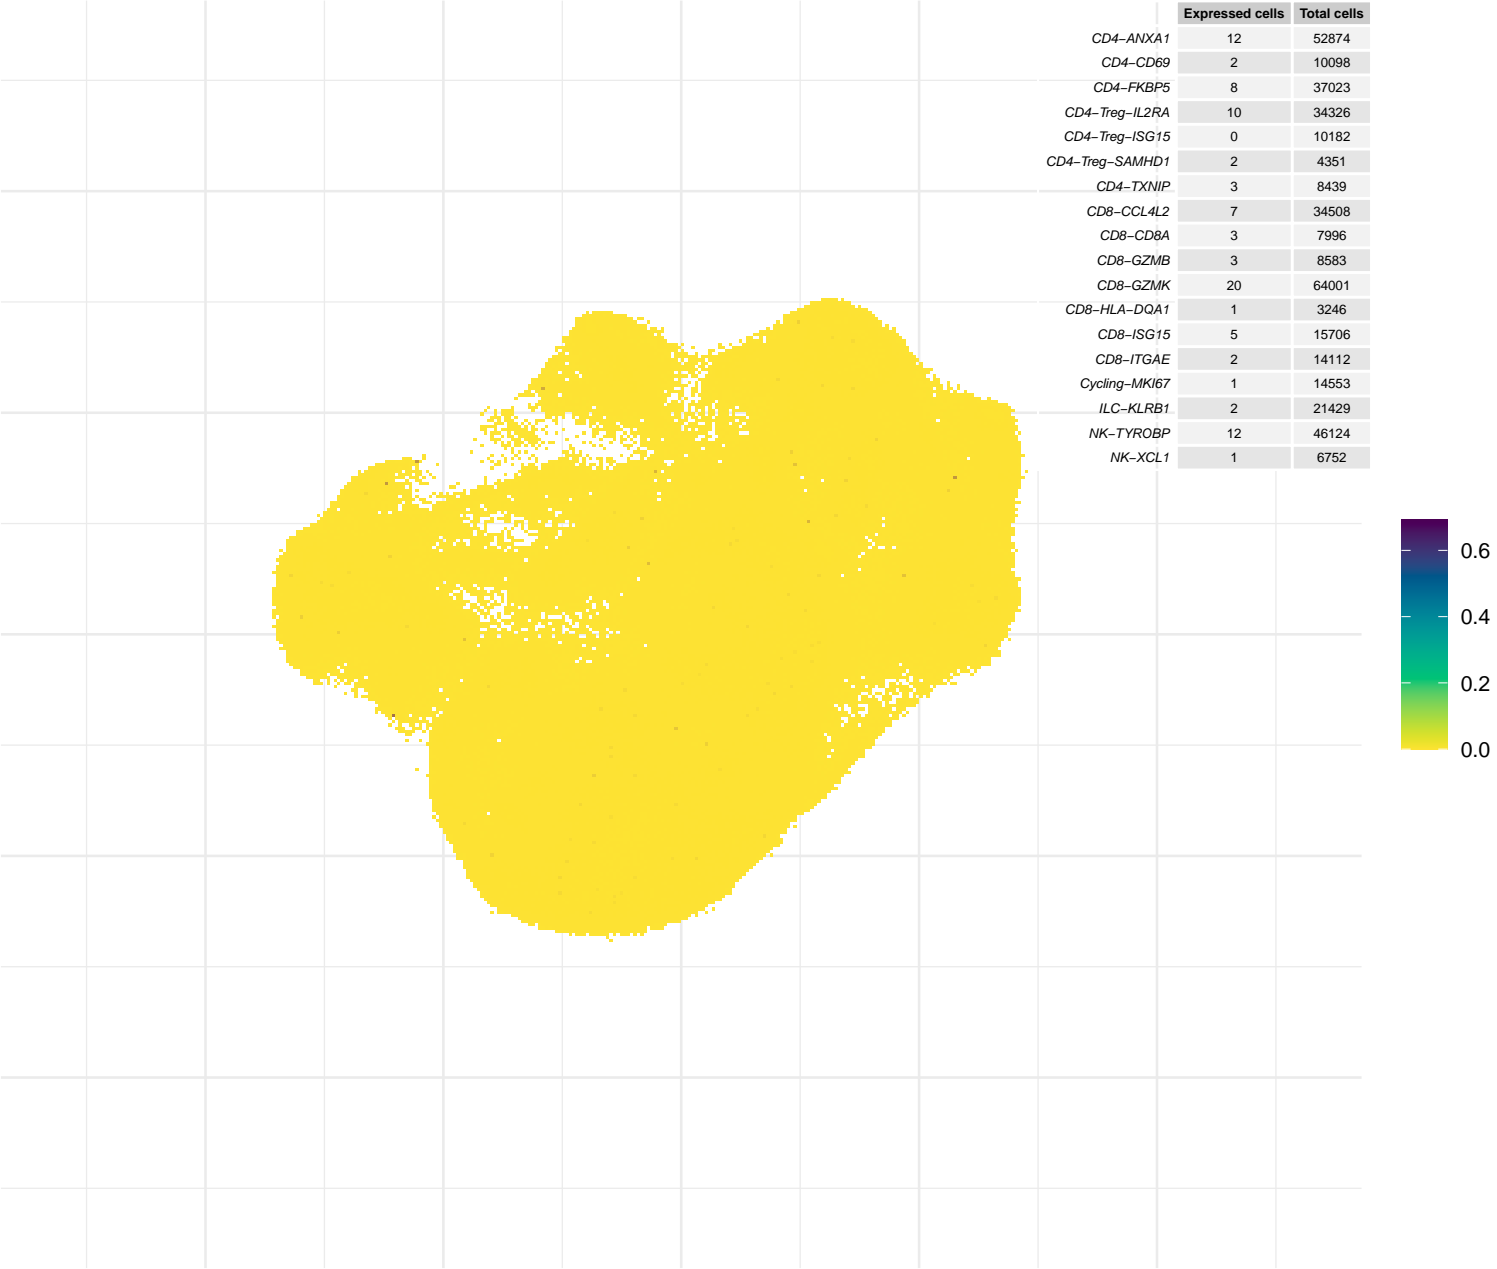 Expressed cells Total cells
CD4−ANXA1 12 52874
CD4−CD69 2 10098
CD4−FKBP5 8 37023
CD4−Treg−IL2RA 10 34326
CD4−Treg−ISG15 0 10182
CD4−Treg−SAMHD1 2 4351
CD4−TXNIP 3 8439
CD8−CCL4L2 7 34508
CD8−CD8A 3 7996
CD8−GZMB 3 8583
CD8−GZMK 20 64001
CD8−HLA−DQA1 1 3246
CD8−ISG15 5 15706
CD8−ITGAE 2 14112
Cycling−MKI67 1 14553
ILC−KLRB1 2 21429
NK−TYROBP 12 46124
NK−XCL1 1 6752
0.6
0.4
0.2
0.0